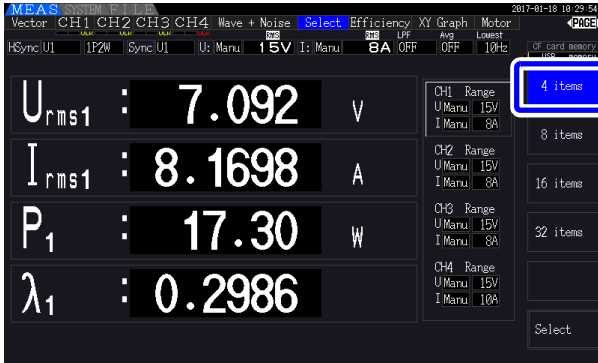 MEAS SYSTEM FILE 2017-01-18 10:29:54
Vector CH1 CH2 CH3 CH4 Wave + Noise Select Efficiency XY Graph Motor ◀PAGE
RMS RMS LPF Avg Lowest
HSync U1 1P2W Sync U1 U: Manu 15V I: Manu 8A OFF OFF 10Hz CF card memory
USB memory
4 items
8 items
16 items
32 items
Select
Urms1 : 7.092 V
Irms1 : 8.1698 A
P1 : 17.30 W
λ1 : 0.2986
CH1 Range
U Manu 15V
I Manu 8A
CH2 Range
U Manu 15V
I Manu 8A
CH3 Range
U Manu 15V
I Manu 8A
CH4 Range
U Manu 15V
I Manu 10A